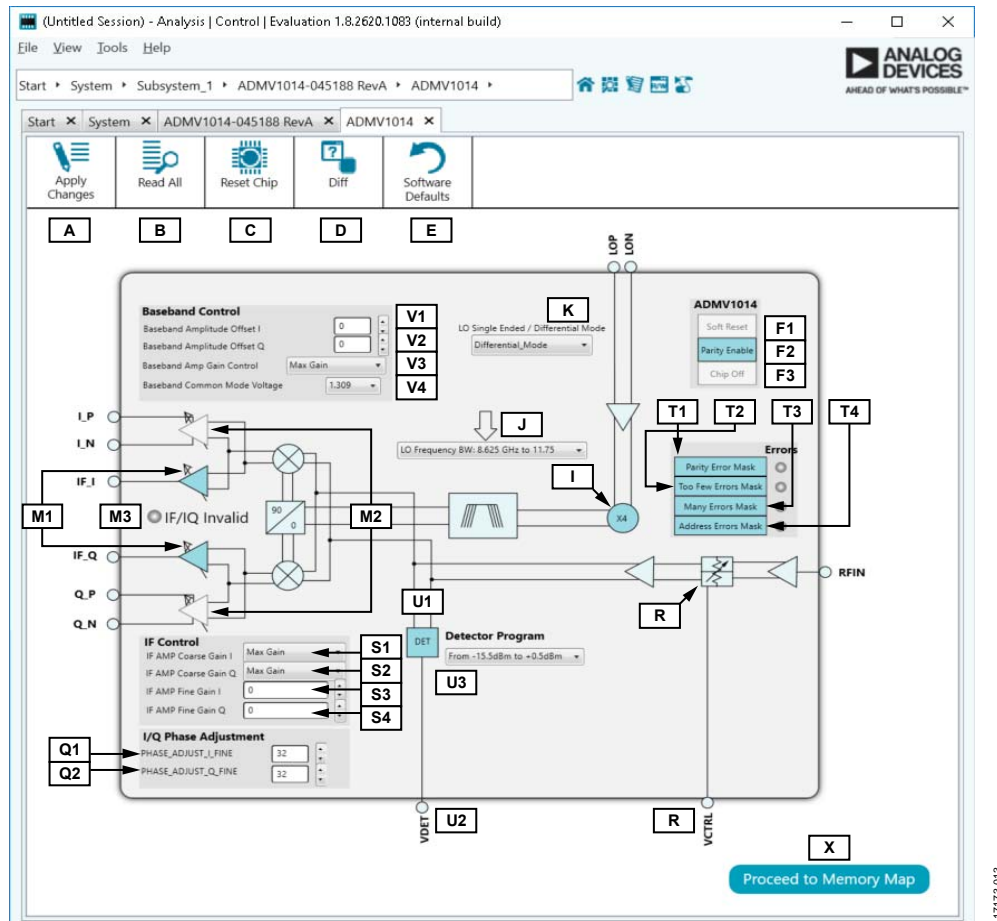 (Untitled Session) - Analysis | Control | Evaluation 1.8.2620.1083 (internal build)
File View Tools Help
ANALOG DEVICES
AHEAD OF WHAT'S POSSIBLE™
Start System Subsystem_1 ADMV1014-045188 RevA ADMV1014
Start System ADMV1014-045188 RevA ADMV1014
Apply Changes
Read All
Reset Chip
Diff
Software Defaults
A B C D E
LOP LON
Baseband Control
Baseband Amplitude Offset I 0 V1
Baseband Amplitude Offset Q 0 V2
Baseband Amp Gain Control Max Gain V3
Baseband Common Mode Voltage 1.309 V4
K
LO Single Ended / Differential Mode
Differential_Mode
ADMV1014
Soft Reset F1
Parity Enable F2
Chip Off F3
J
LO Frequency BW: 8.625 GHz to 11.75
T1 T2 T3 T4
Errors
Parity Error Mask
Too Few Errors Mask
Many Errors Mask
Address Errors Mask
I_P
I_N
IF_I
M1 M3 IF/IQ Invalid 90 0 M2
I
X4
IF_Q
Q_P
Q_N
RFIN
R
U1
DET
Detector Program
From -15.5dBm to +0.5dBm
U3
IF Control
IF AMP Coarse Gain I Max Gain S1
IF AMP Coarse Gain Q Max Gain S2
IF AMP Fine Gain I 0 S3
IF AMP Fine Gain Q 0 S4
I/Q Phase Adjustment
Q1 PHASE_ADJUST_I_FINE 32
Q2 PHASE_ADJUST_Q_FINE 32
VDET U2
R VCTRL
X
Proceed to Memory Map